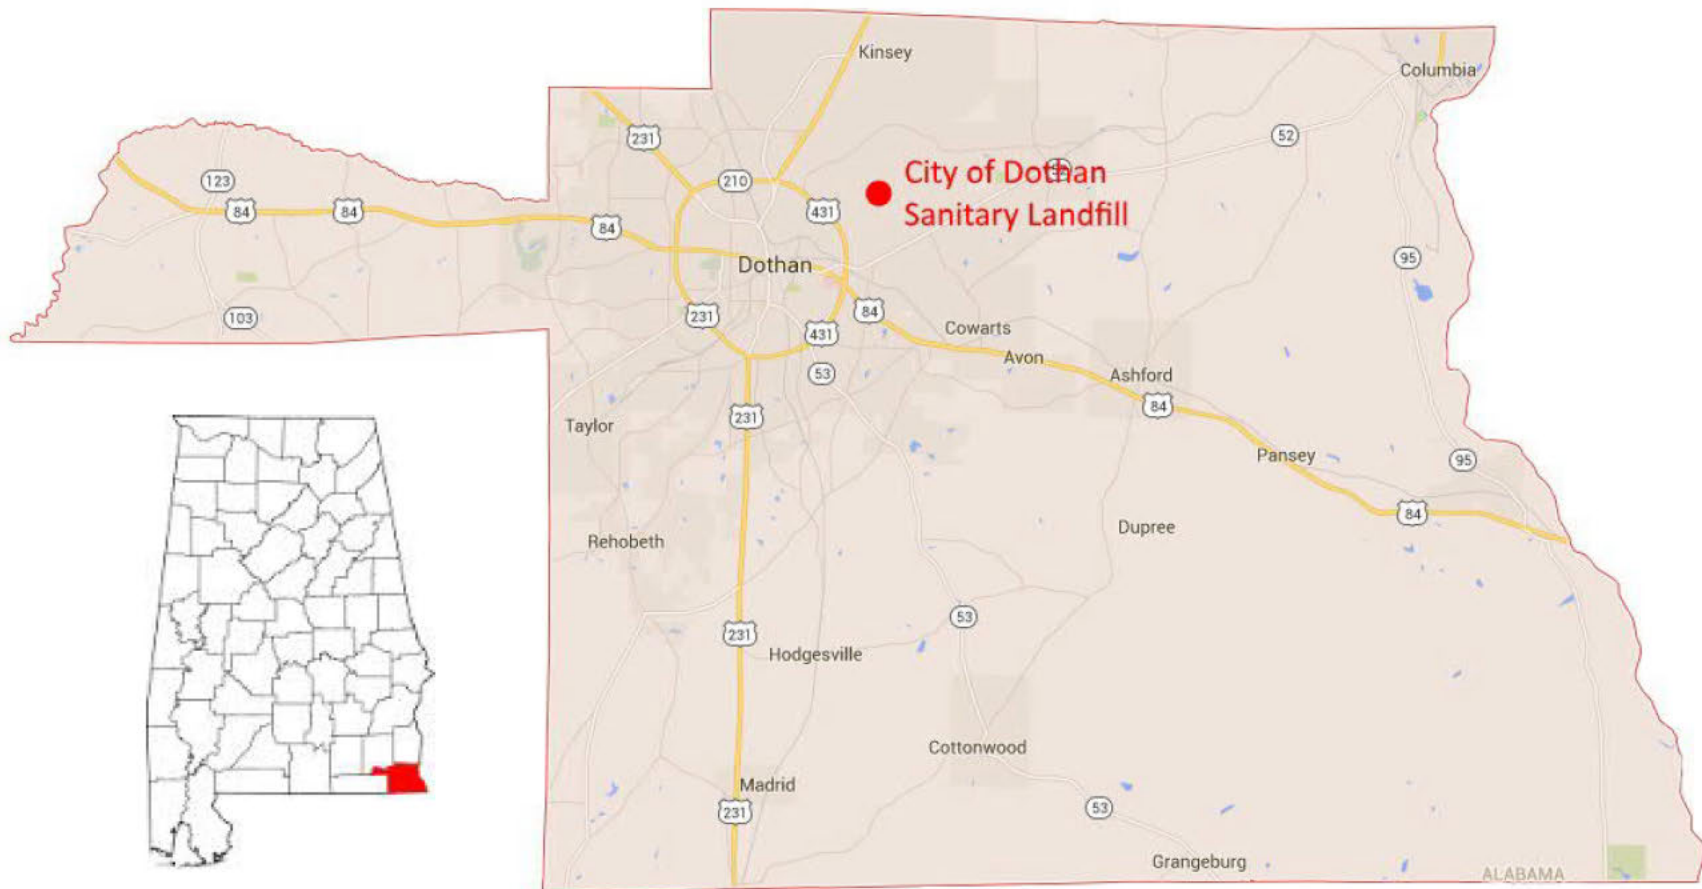 Kinsey
Columbia
231
52
City of Dothan
52
123
210
84
84
431
Sanitary Landfill
84
Dothan
95
103
231
84
431
Cowarts
Avon
53
Ashford
84
231
Taylor
Pansey
95
84
Dupree
Rehobeth
53
231
Hodgesville
Cottonwood
Madrid
231
53
Grangeburg
ALABAMA